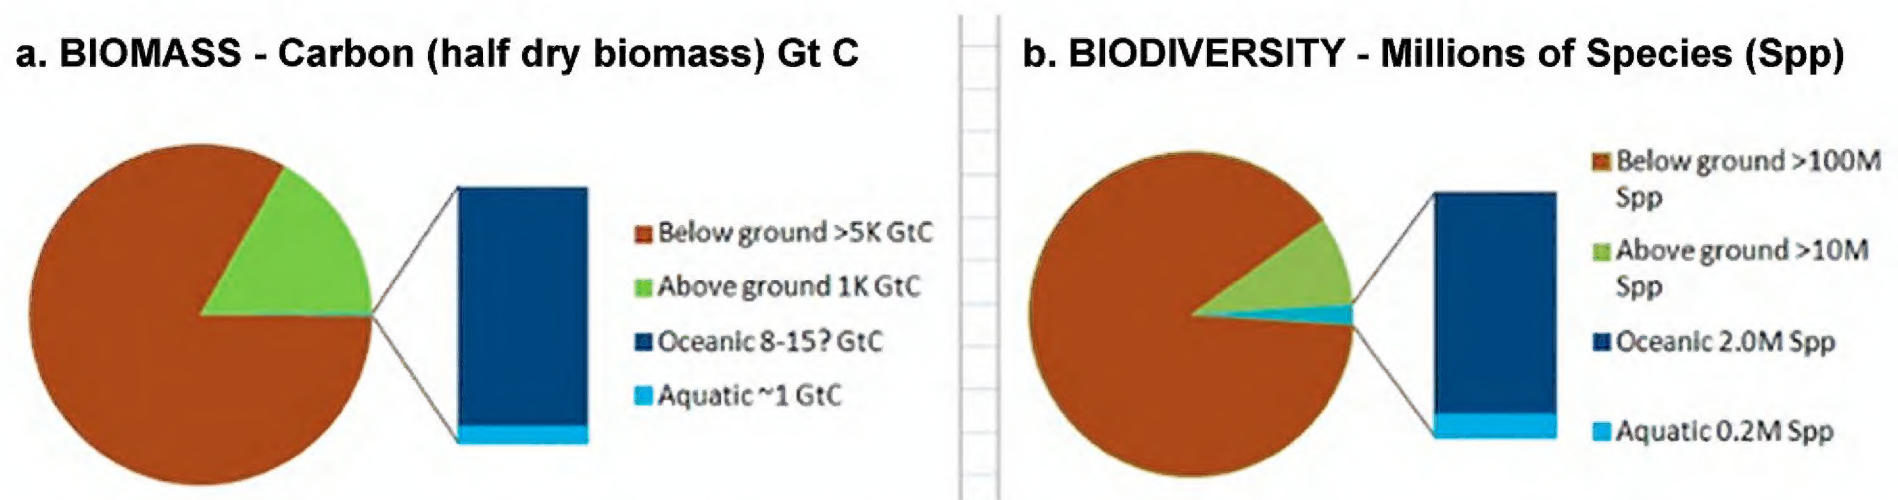 a. BIOMASS - Carbon (half dry biomass) Gt C
Below ground >5K GtC
Above ground 1K GtC
Oceanic 8-15? GtC
Aquatic ~1 GtC
b. BIODIVERSITY - Millions of Species (Spp)
Below ground >100M
Spp
Above ground >10M
Spp
Oceanic 2.0M Spp
Aquatic 0.2M Spp